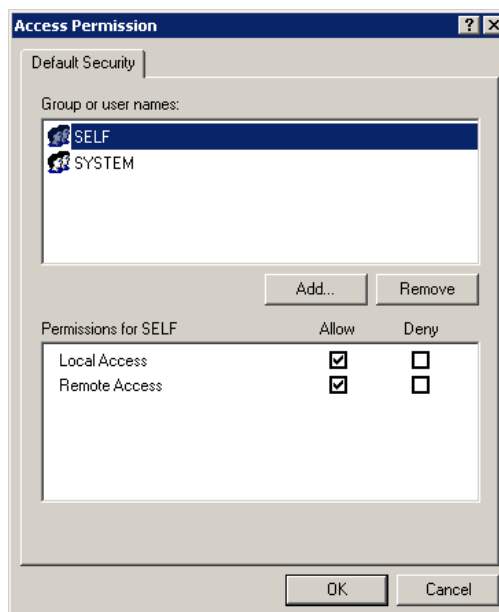 Access Permission
Default Security
Group or user names:
SELF
SYSTEM
Add... Remove
Permissions for SELF Allow Deny
Local Access
Remote Access
OK Cancel